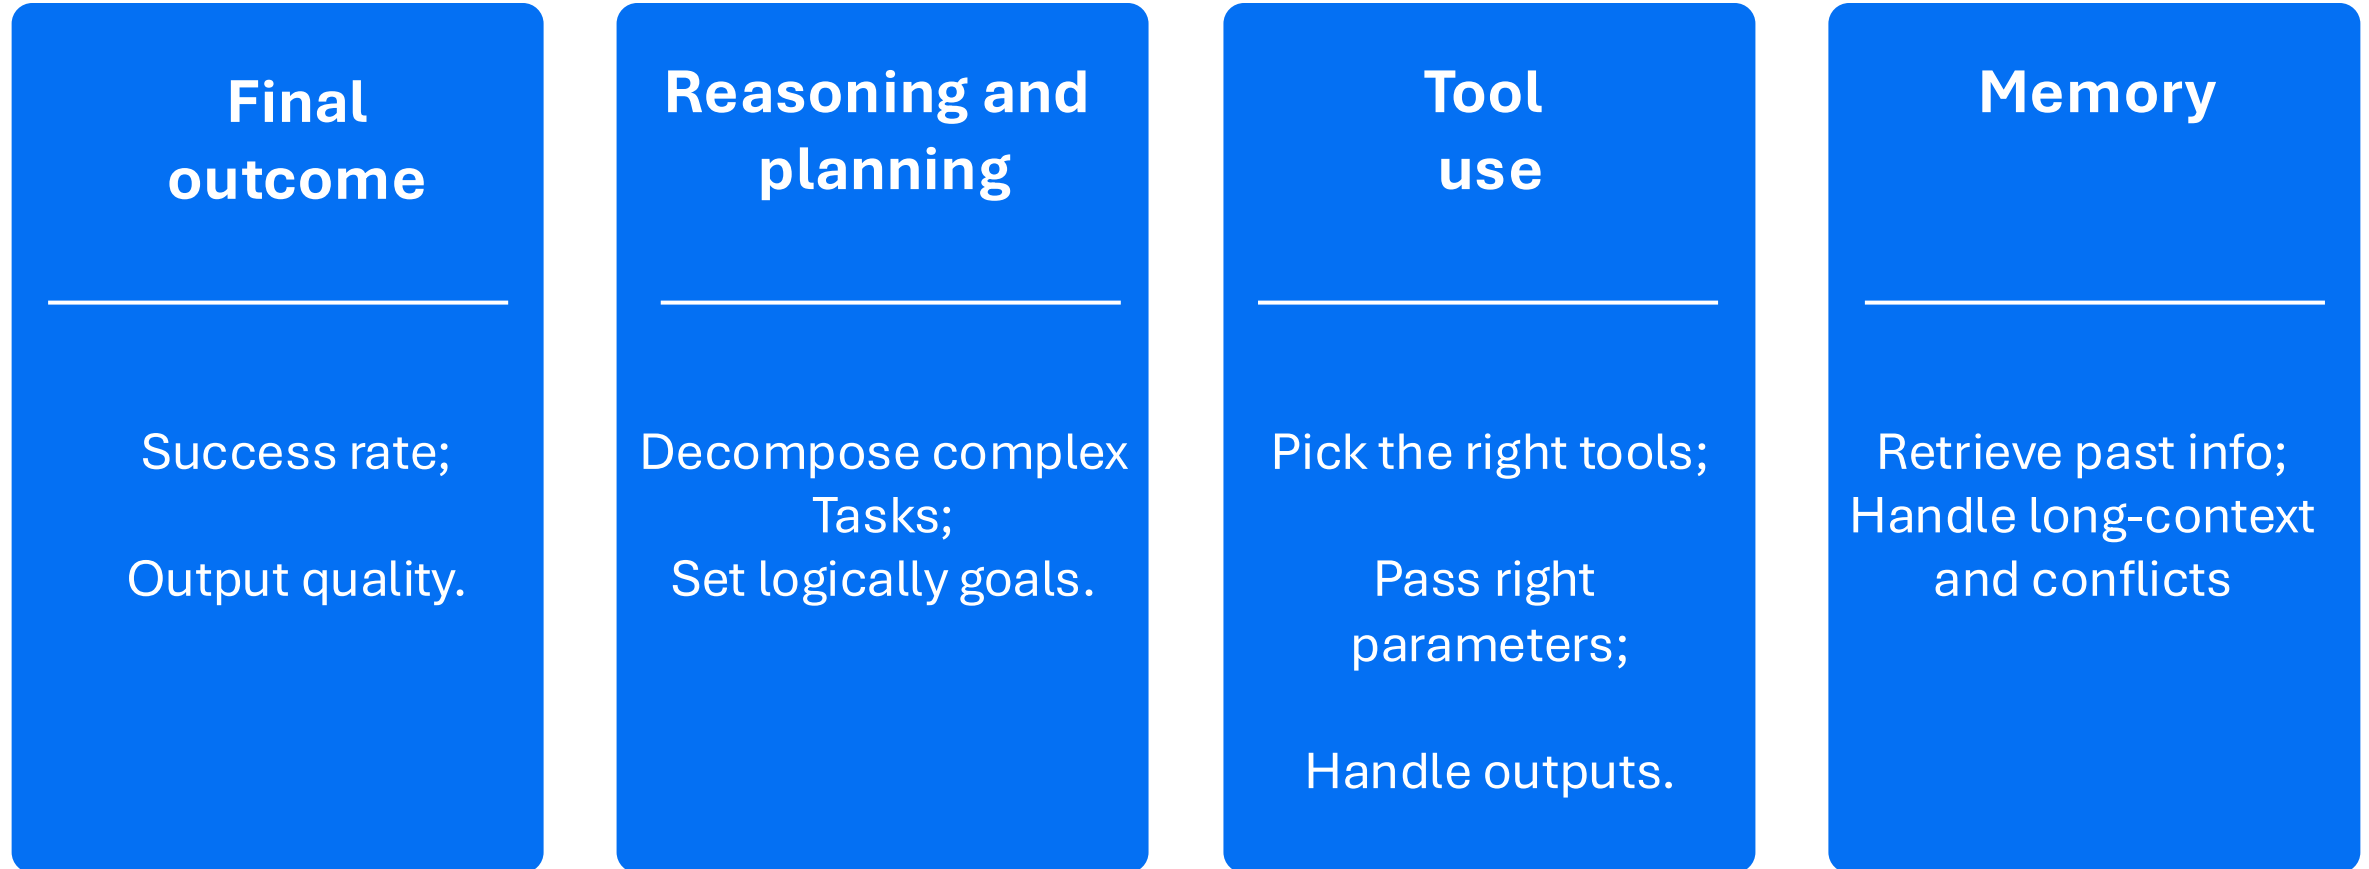 Final
outcome
Success rate;
Output quality.
Reasoning and
planning
Decompose complex
Tasks;
Set logically goals.
Tool
use
Pick the right tools;
Pass right
parameters;
Handle outputs.
Memory
Retrieve past info;
Handle long-context
and conflicts